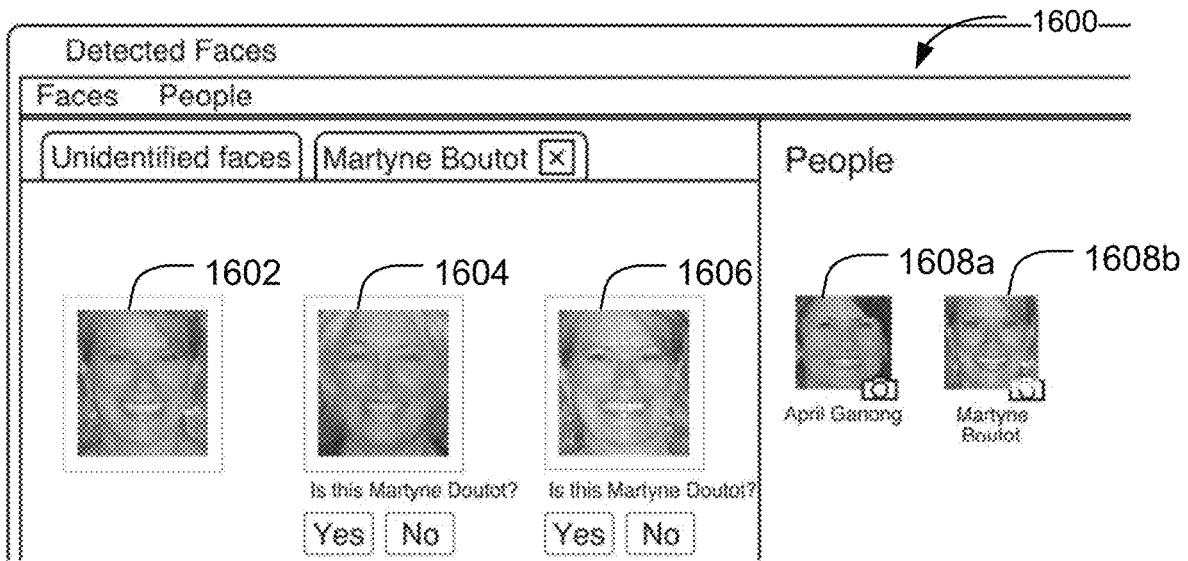 1600
Detected Faces
Faces People
Unidentified faces Martyne Boutot x
People
1602 1604 1606 1608a 1608b
April Ganong
Martyne
Boutot
Is this Martyne Doutot? Is this Martyne Doutot?
Yes No Yes No